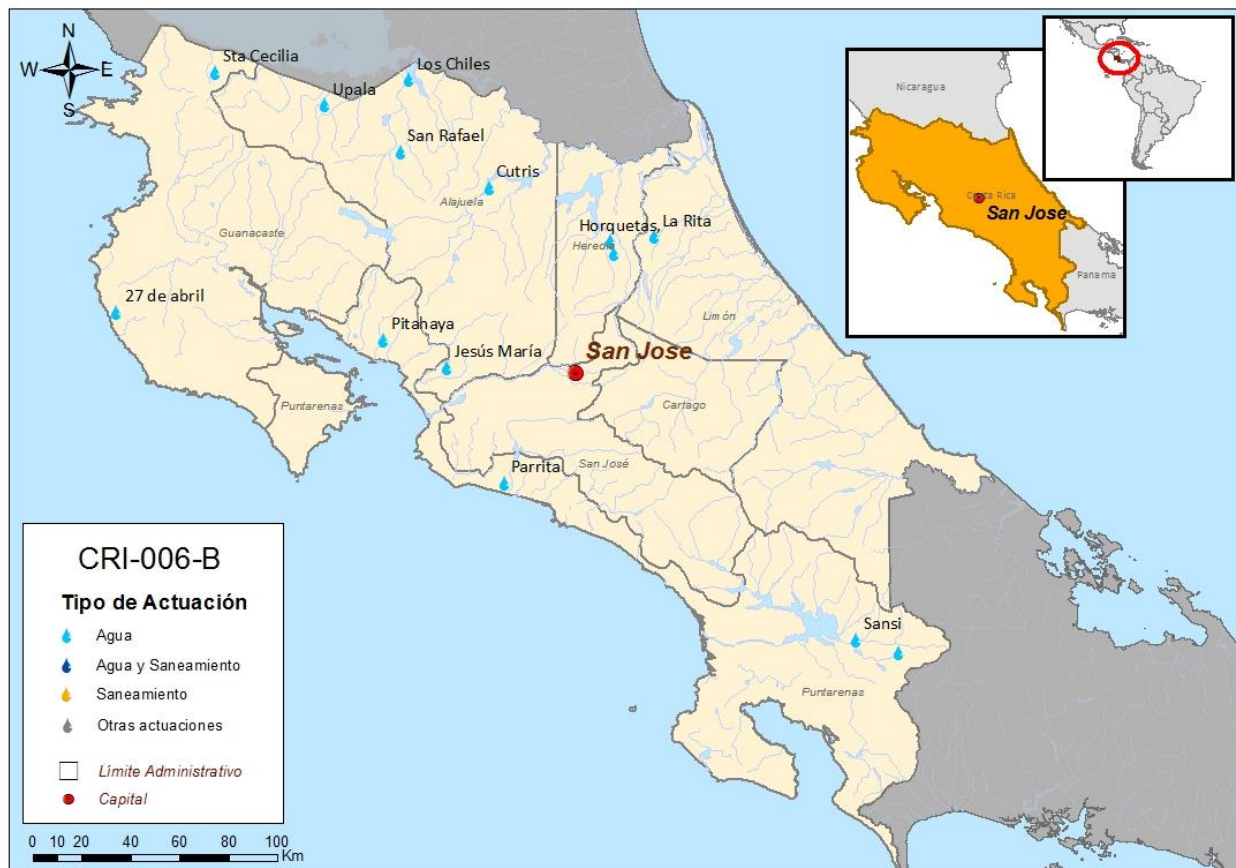 N
W E
S
Sta Cecilia
Los Chiles
Upala
San Rafael
Cutris
Alajuela
Guanacaste
Horquetas,
La Rita
Heredia
27 de abril
Limón
Pitahaya
Jesús María
San Jose
Puntarenas
Cartago
San José
Parrita
Sansi
Puntarenas
Nicaragua
Costa Rica
San Jose
Panama
CRI-006-B
Tipo de Actuación
Agua
Agua y Saneamiento
Saneamiento
Otras actuaciones
Límite Administrativo
Capital
0 10 20 40 60 80 100
Km